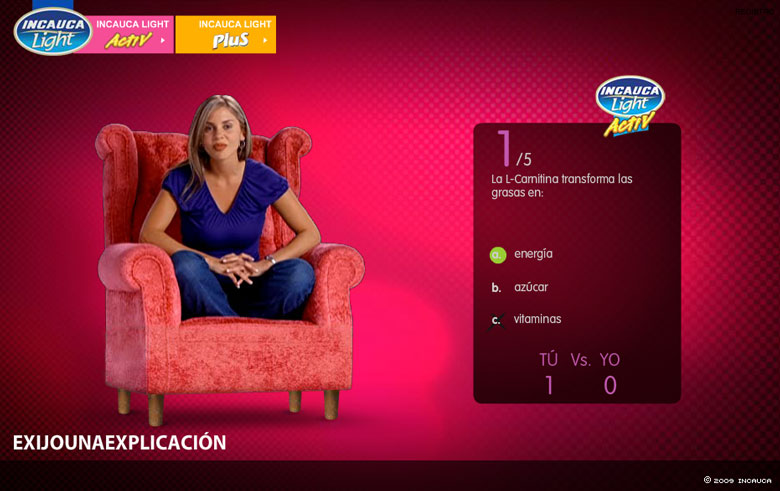 INCAUCA
Light
INCAUCA LIGHT
ActiV
INCAUCA LIGHT
PluS
INCAUCA
Light
ActiV
1/5
La L-Carnitina transforma las
grasas en:
a. energía
b. azúcar
c. vitaminas
TÚ Vs. YO
1 0
EXIJOUNAEXPLICACIÓN
© 2009 INCAUCA